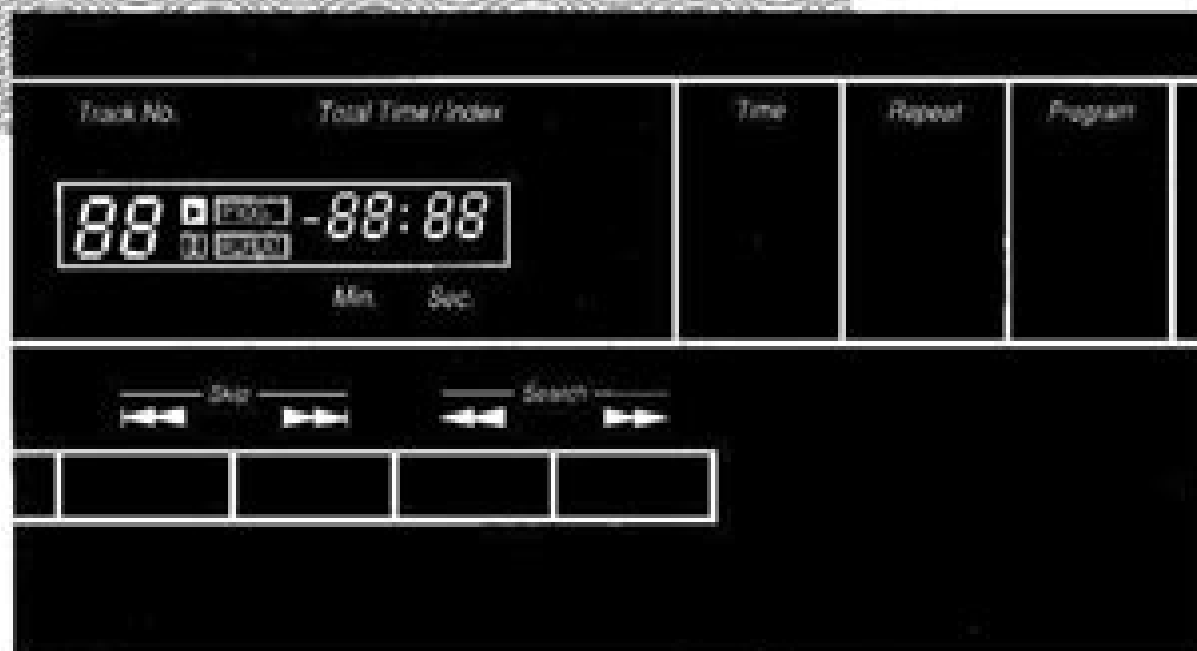 Track No. Total Time / Index Time Repeat Program
88 -88:88
Min. Sec.
Skip Search